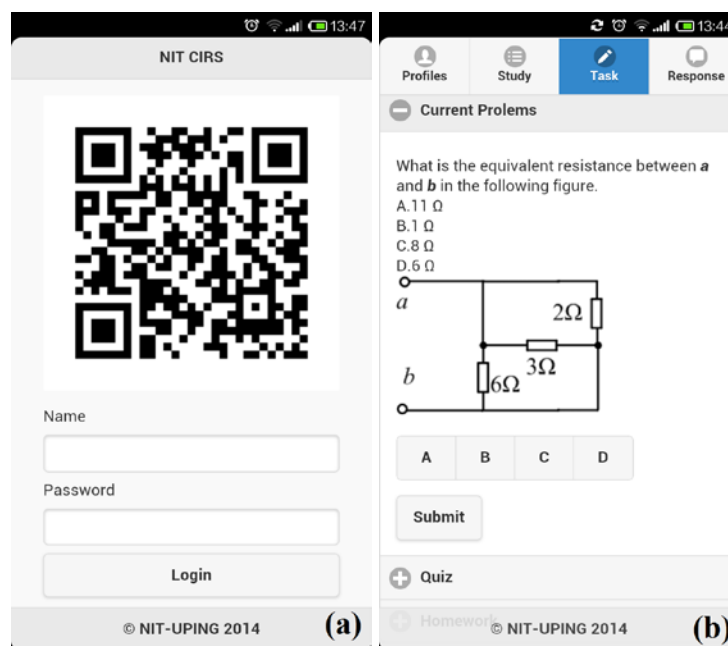 13:47
NIT CIRS
Name
Password
Login
© NIT-UPING 2014
(a)
13:44
Profiles
Study
Task
Response
Current Prolems
What is the equivalent resistance between a
and b in the following figure.
A.11 Ω
B.1 Ω
C.8 Ω
D.6 Ω
a
2Ω
3Ω
b
6Ω
A B C D
Submit
Quiz
Homework
© NIT-UPING 2014
(b)